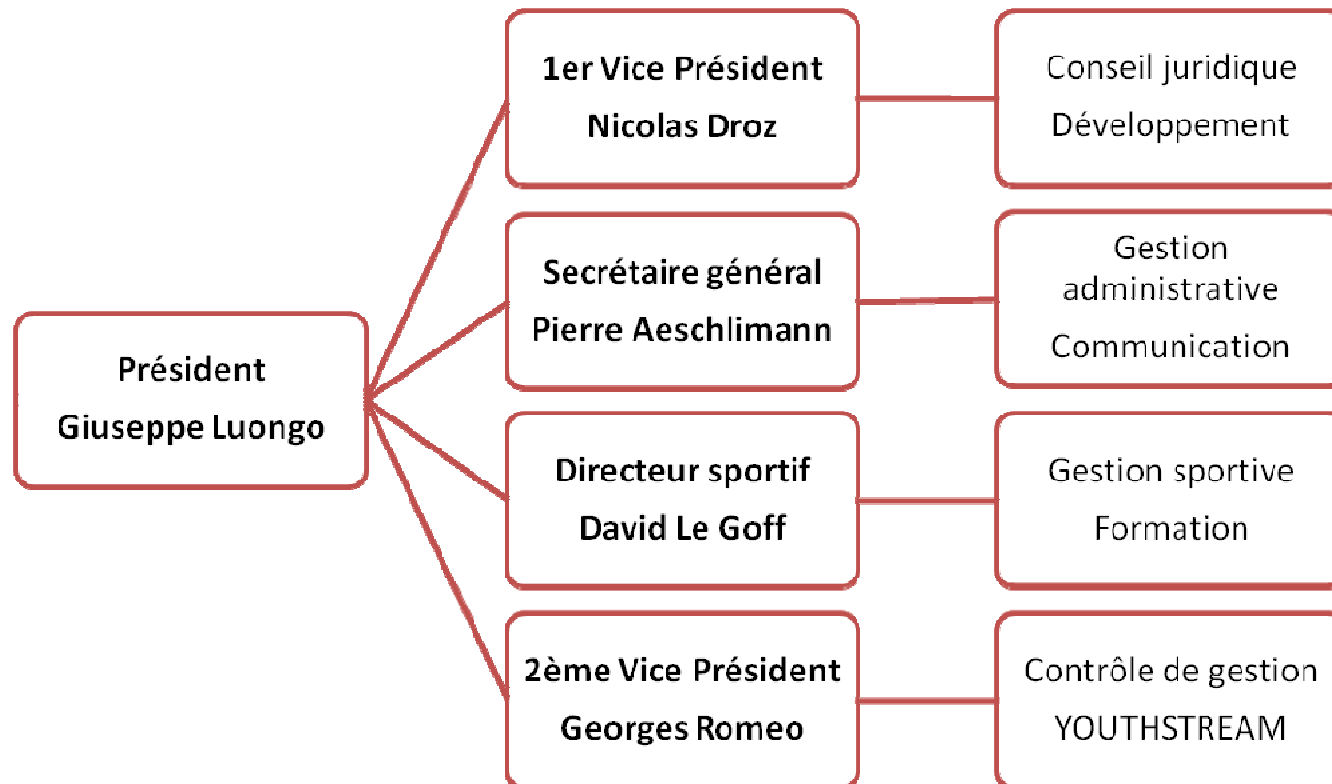 1er Vice Président
Nicolas Droz
Conseil juridique
Développement
Secrétaire général
Pierre Aeschlimann
Gestion
administrative
Communication
Président
Giuseppe Luongo
Directeur sportif
David Le Goff
Gestion sportive
Formation
2ème Vice Président
Georges Romeo
Contrôle de gestion
YOUTHSTREAM